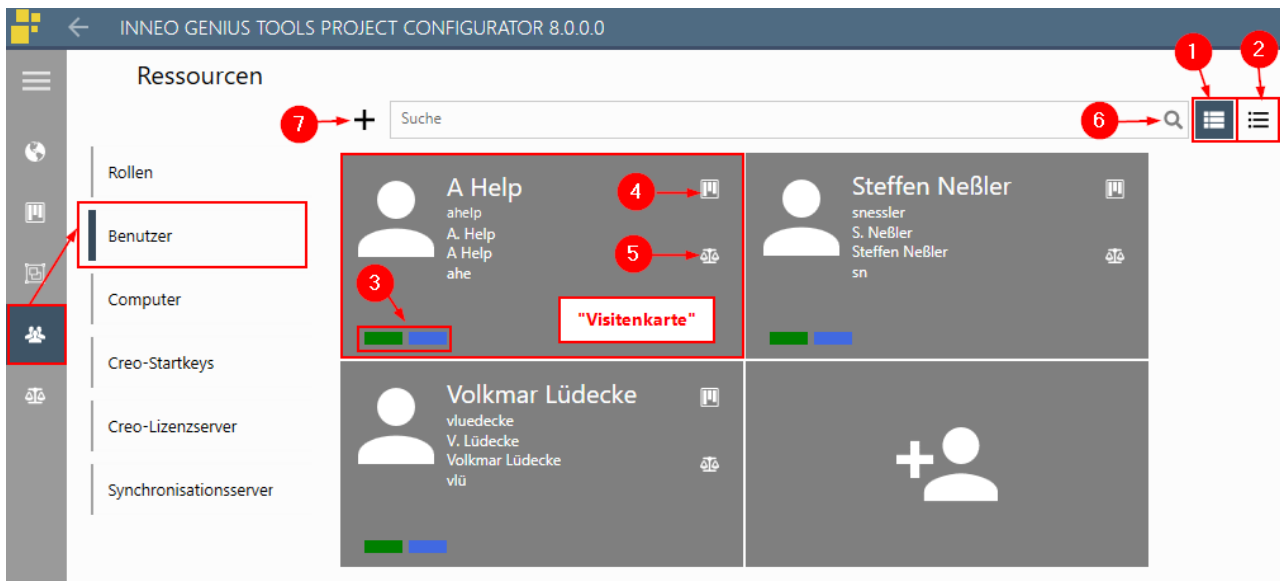 INNEO GENIUS TOOLS PROJECT CONFIGURATOR 8.0.0.0
Ressourcen
1
2
7
Suche
6
Rollen
Benutzer
Computer
Creo-Startkeys
Creo-Lizenzserver
Synchronisationsserver
A Help
ahelp
A. Help
A Help
ahe
4
5
3
"Visitenkarte"
Steffen Neßler
snessler
S. Neßler
Steffen Neßler
sn
Volkmar Lüdecke
vluedecke
V. Lüdecke
Volkmar Lüdecke
vlü